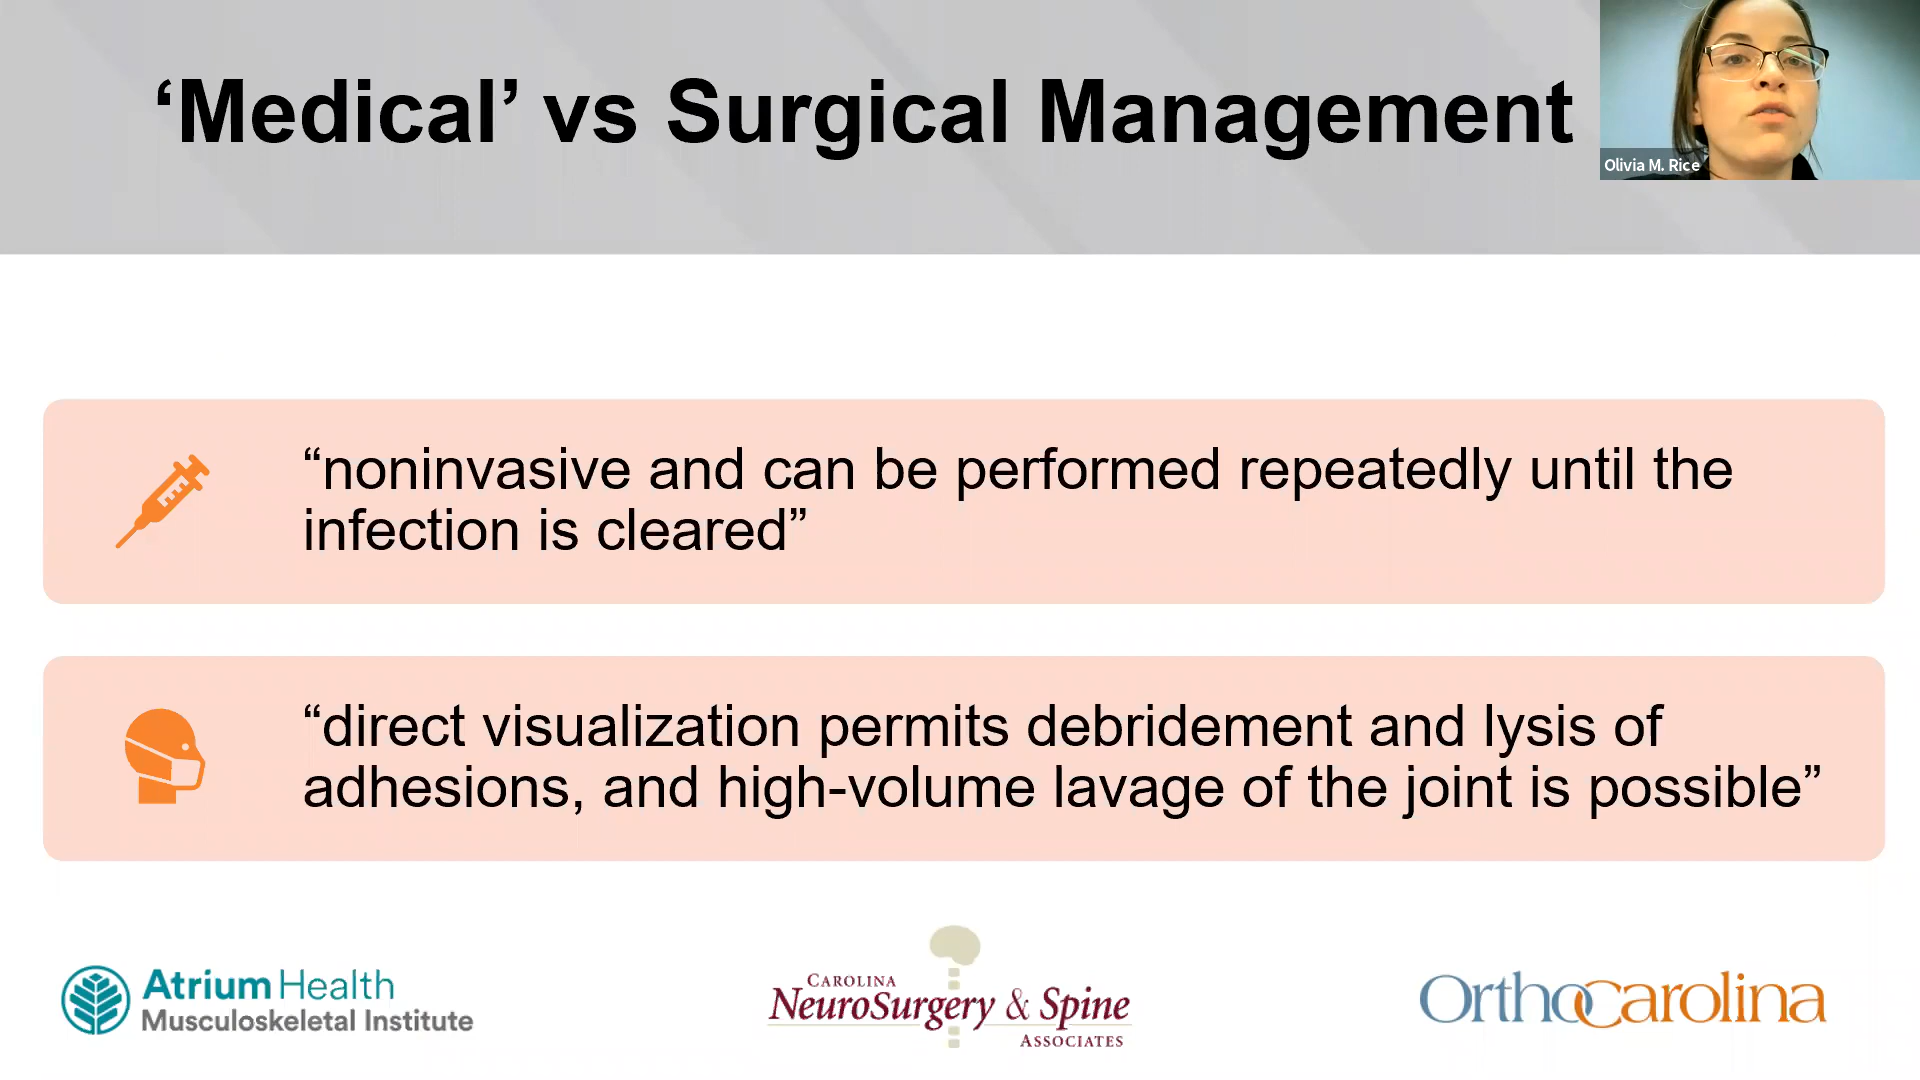 ‘Medical’ vs Surgical Management
Olivia M. Rice
“noninvasive and can be performed repeatedly until the
infection is cleared”
“direct visualization permits debridement and lysis of
adhesions, and high-volume lavage of the joint is possible”
Atrium Health
Musculoskeletal Institute
CAROLINA
NEUROSURGERY & SPINE
ASSOCIATES
OrthoCarolina